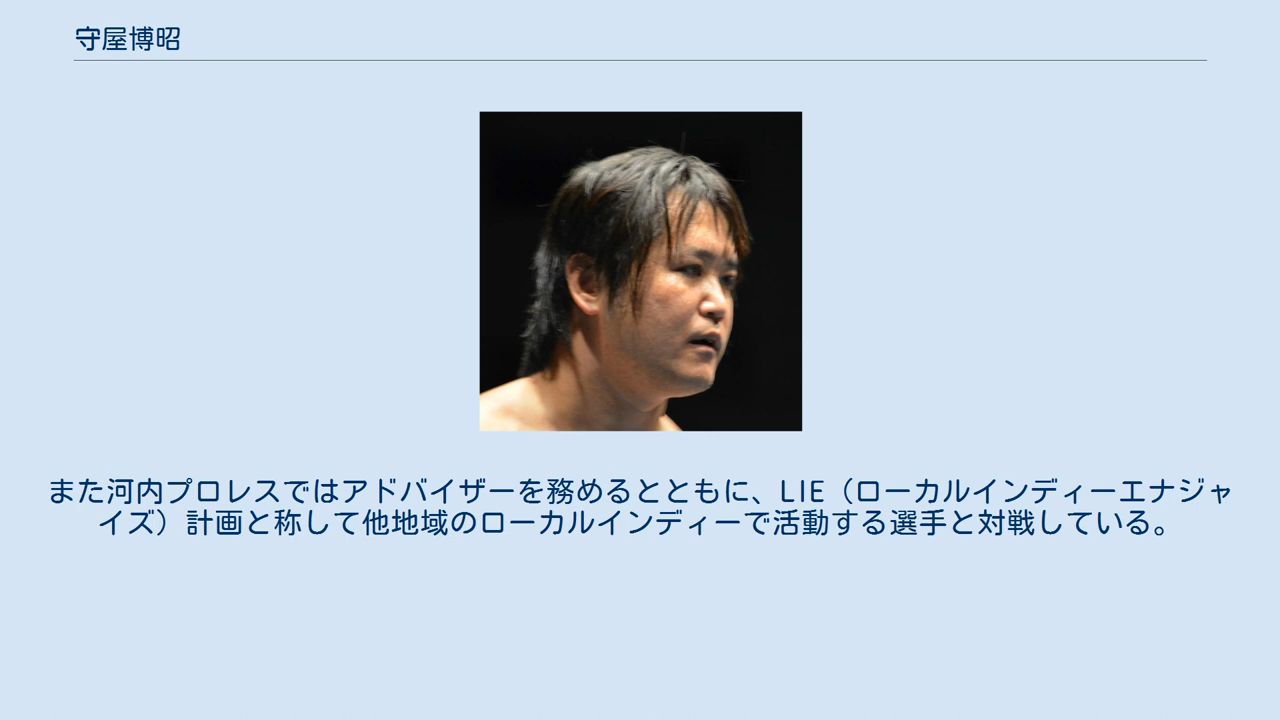 守屋博昭
また河内プロレスではアドバイザーを務めるとともに、LIE（ローカルインディーエナジャ
イズ）計画と称して他地域のローカルインディーで活動する選手と対戦している。